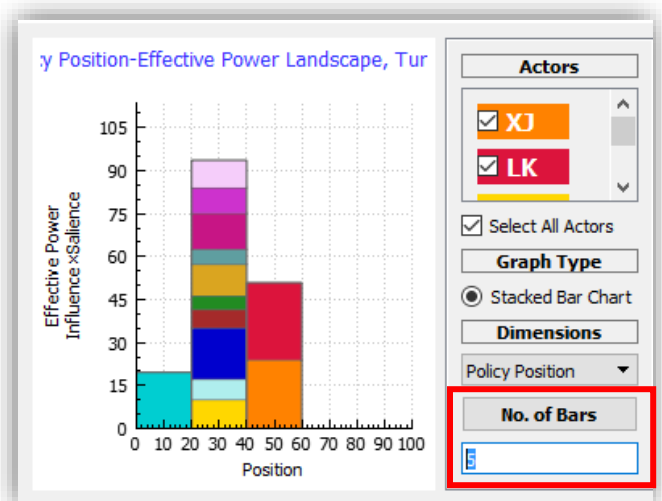 :y Position-Effective Power Landscape, Tur
105
90
75
60
45
30
15
0
Effective Power
Influence ×Salience
0 10 20 30 40 50 60 70 80 90 100
Position
Actors
XJ
LK
Select All Actors
Graph Type
Stacked Bar Chart
Dimensions
Policy Position
No. of Bars
5